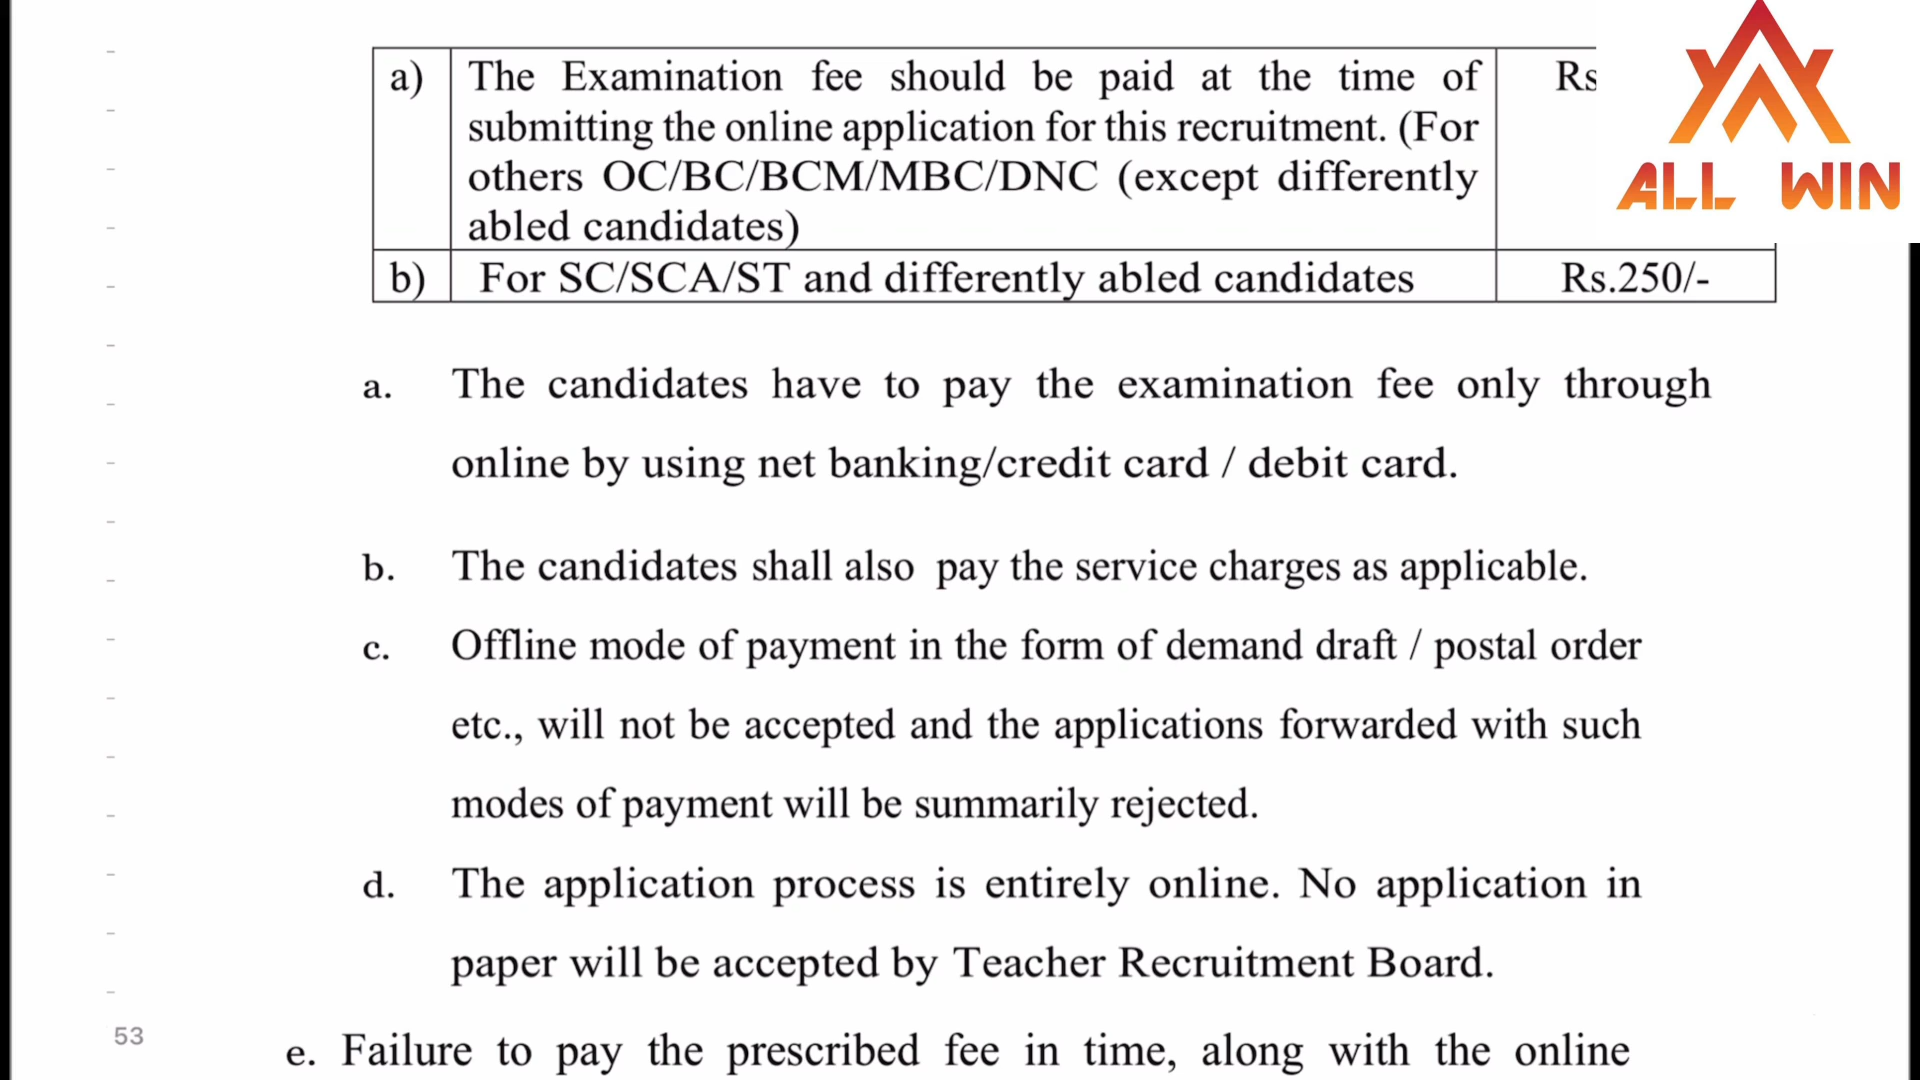 a) The Examination fee should be paid at the time of Rs
submitting the online application for this recruitment. (For
others OC/BC/BCM/MBC/DNC (except differently
abled candidates)
ALL WIN
b) For SC/SCA/ST and differently abled candidates Rs.250/-
a. The candidates have to pay the examination fee only through
online by using net banking/credit card / debit card.
b. The candidates shall also pay the service charges as applicable.
c. Offline mode of payment in the form of demand draft / postal order
etc., will not be accepted and the applications forwarded with such
modes of payment will be summarily rejected.
d. The application process is entirely online. No application in
paper will be accepted by Teacher Recruitment Board.
53
e. Failure to pay the prescribed fee in time, along with the online